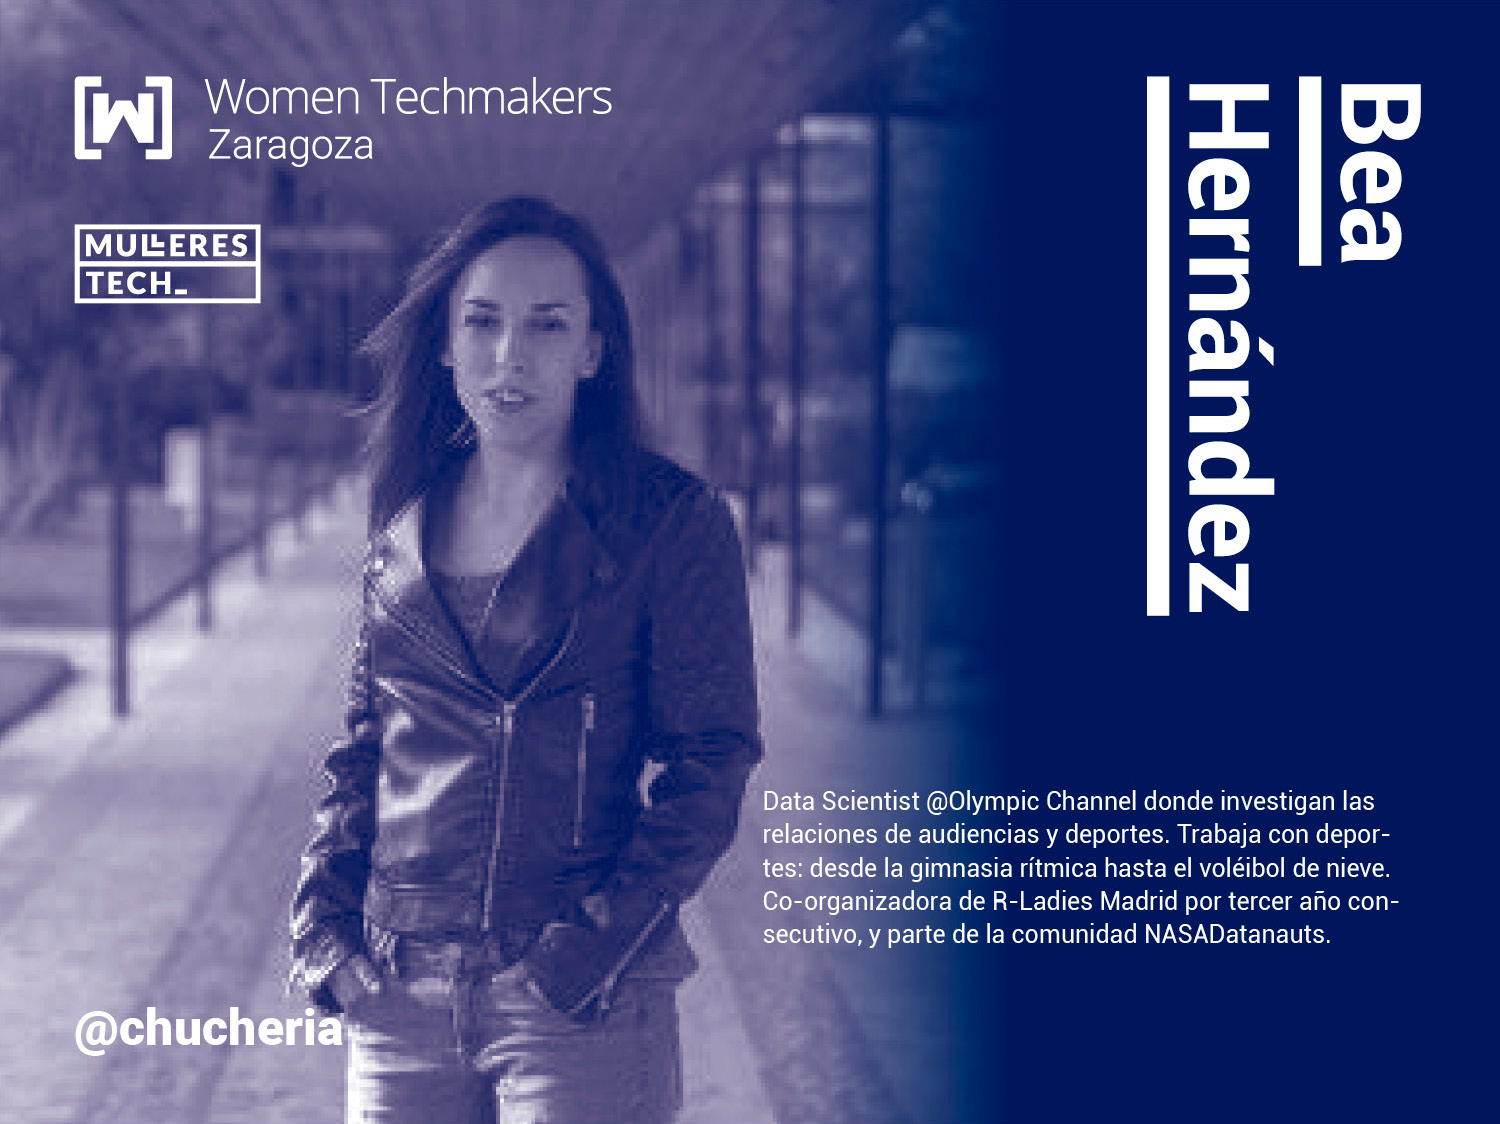 Women Techmakers
Zaragoza
MULLERES
TECH_
Bea
Hernández
Data Scientist @Olympic Channel donde investigan las
relaciones de audiencias y deportes. Trabaja con depor-
tes: desde la gimnasia rítmica hasta el voléibol de nieve.
Co-organizadora de R-Ladies Madrid por tercer año con-
secutivo, y parte de la comunidad NASADatanauts.
@chucheria